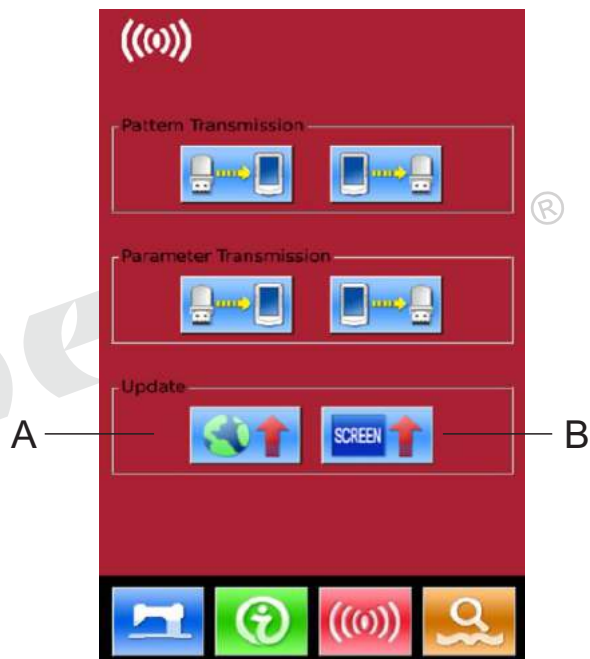 Pattern Transmission
®
Parameter Transmission
Update
A
SCREEN
B